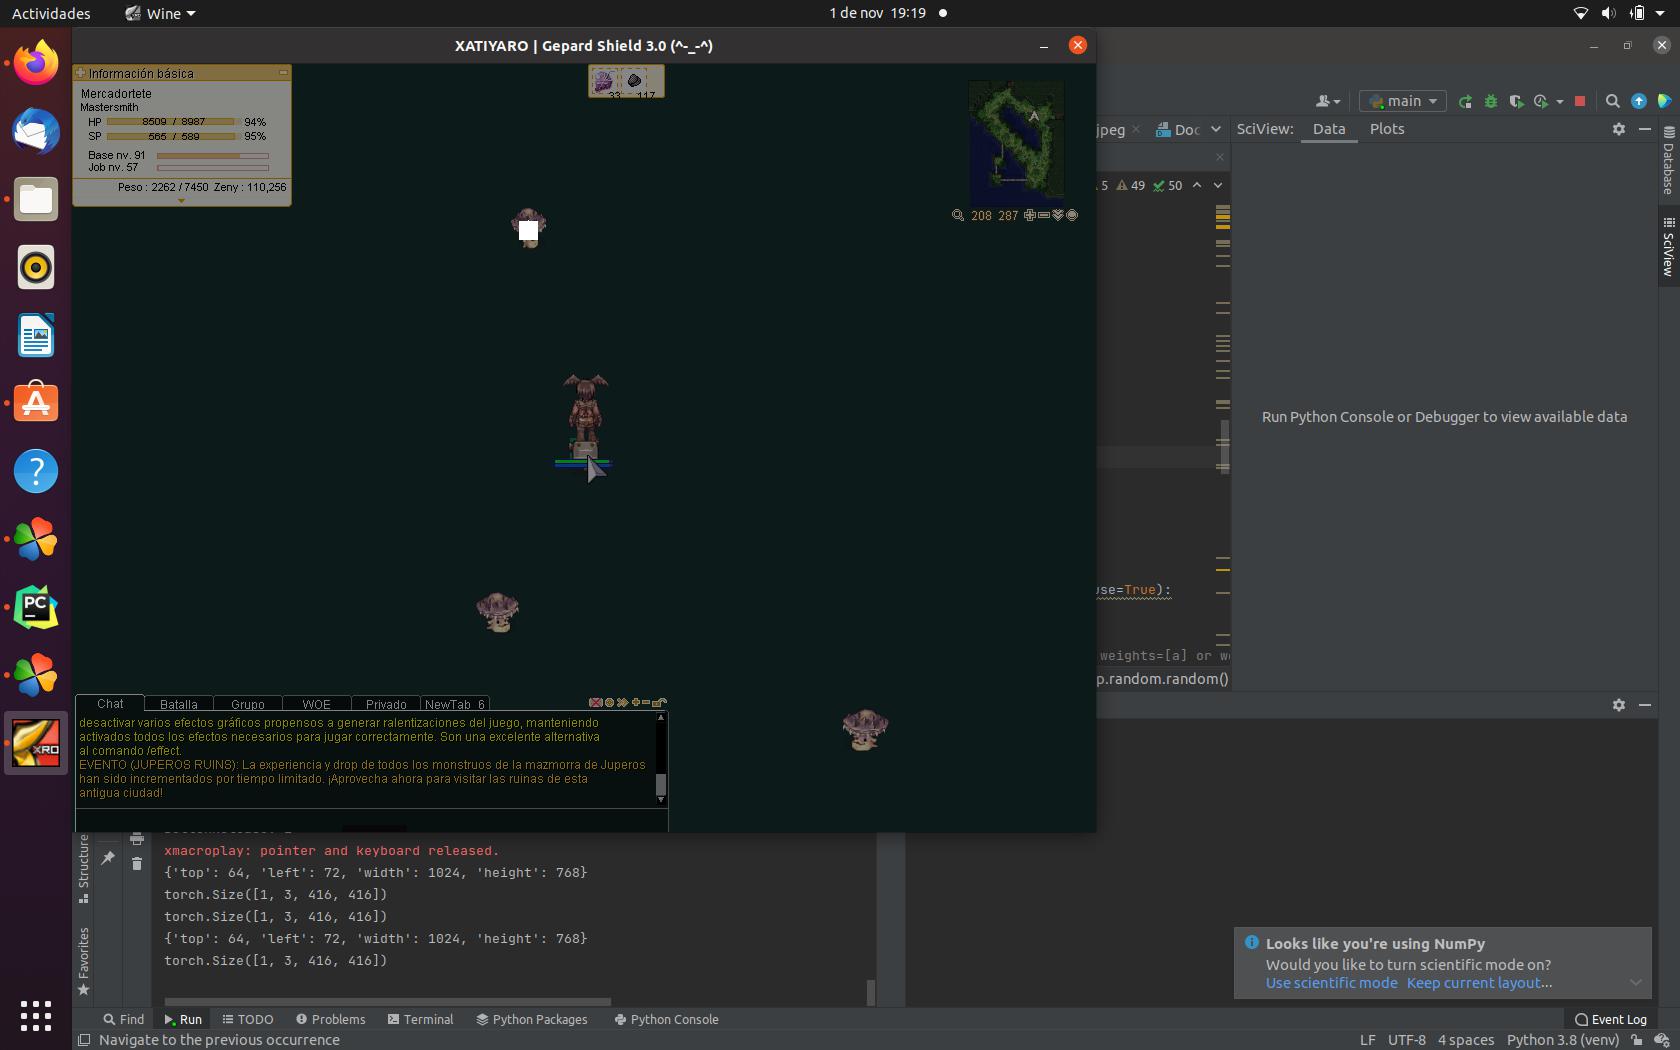 Actividades
Wine
1 de nov 19:19
XATIYARO | Gepard Shield 3.0 (^-_-^)
Información básica
Mercadortete
Mastersmith
HP 8509 / 8987 94%
SP 565 / 589 95%
Base nv. 91
Job nv. 57
Peso : 2262 / 7450 Zeny : 110,256
33 117
208 287
main
jpeg
Doc
SciView: Data Plots
5 49 50
Database
SciView
Run Python Console or Debugger to view available data
use=True):
weights=[a] or we
p.random.random()
Chat Batalla Grupo WOE Privado NewTab_6
desactivar varios efectos gráficos propensos a generar ralentizaciones del juego, manteniendo
activados todos los efectos necesarios para jugar correctamente. Son una excelente alternativa
al comando /effect.
EVENTO (JUPEROS RUINS): La experiencia y drop de todos los monstruos de la mazmorra de Juperos
han sido incrementados por tiempo limitado. ¡Aprovecha ahora para visitar las ruinas de esta
antigua ciudad!
PC
XRO
Structure
Favorites
xmacroplay: pointer and keyboard released.
{'top': 64, 'left': 72, 'width': 1024, 'height': 768}
torch.Size([1, 3, 416, 416])
torch.Size([1, 3, 416, 416])
{'top': 64, 'left': 72, 'width': 1024, 'height': 768}
torch.Size([1, 3, 416, 416])
Looks like you're using NumPy
Would you like to turn scientific mode on?
Use scientific mode Keep current layout...
Find Run TODO Problems Terminal Python Packages Python Console
Event Log
Navigate to the previous occurrence
LF UTF-8 4 spaces Python 3.8 (venv)